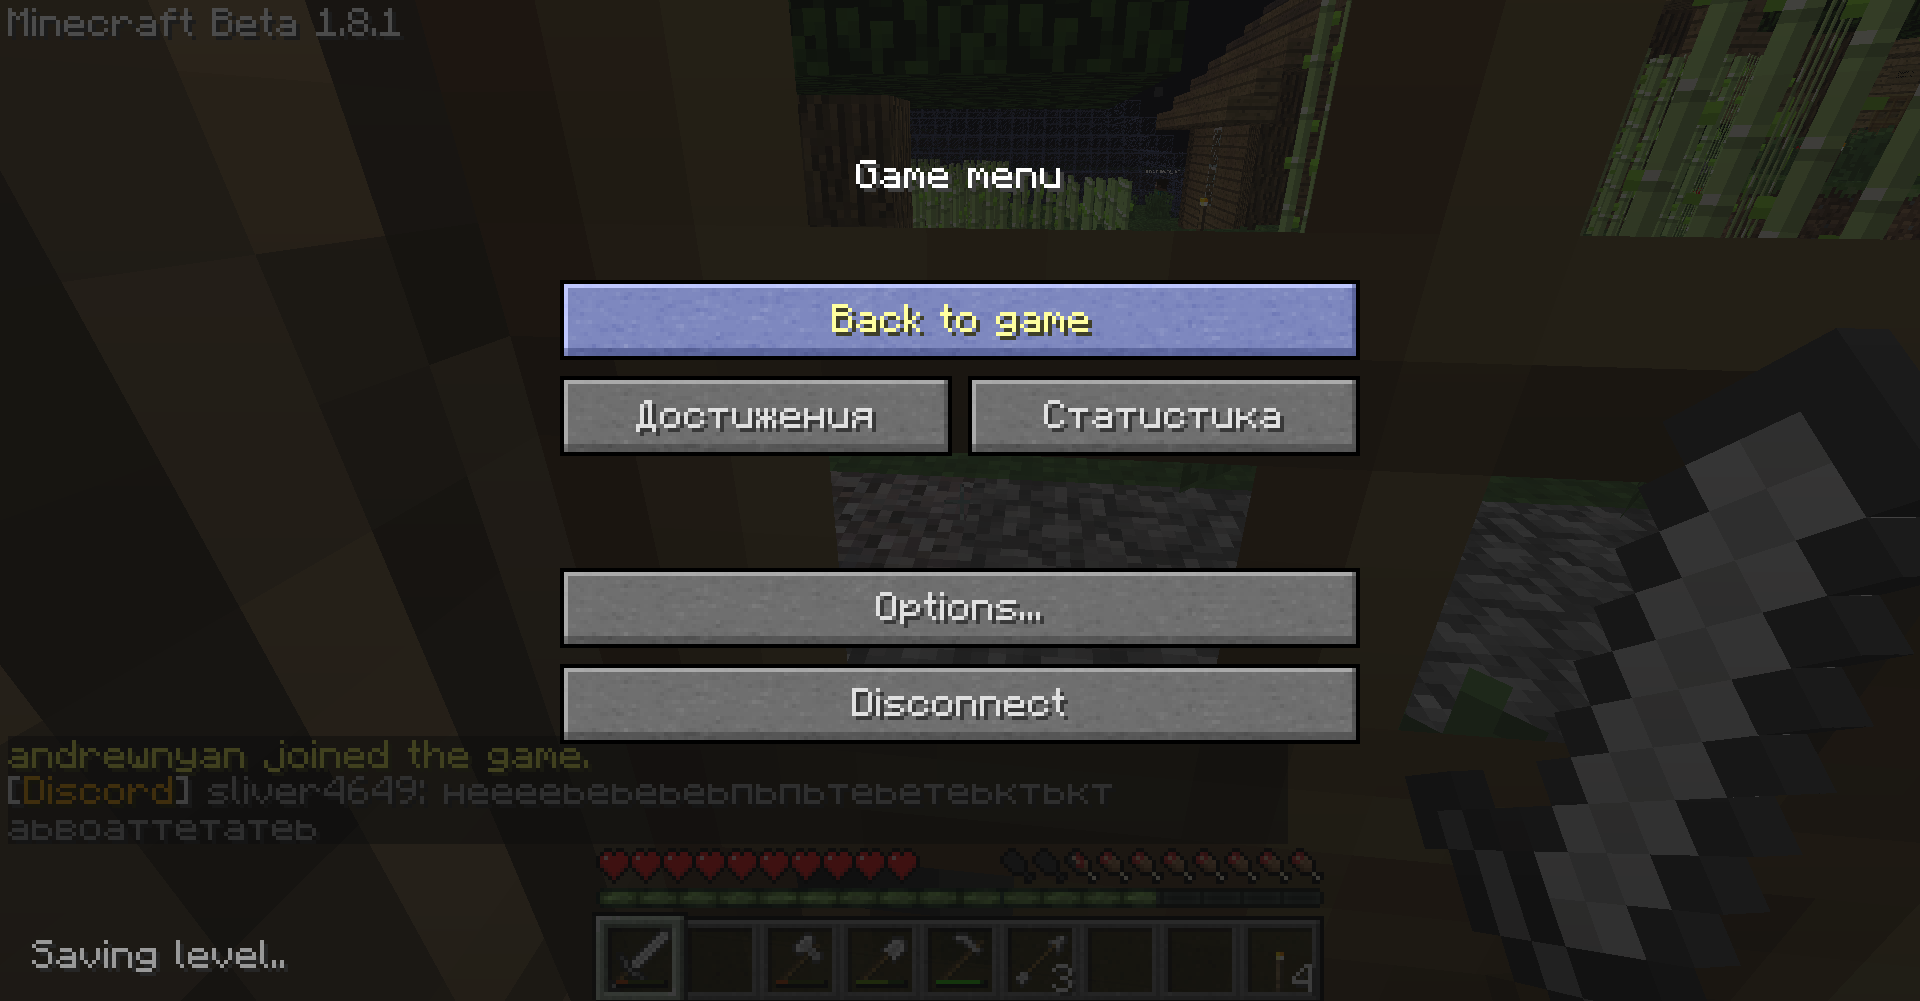 Minecraft Beta 1.8.1
Game menu
Back to game
Достижения
Статистика
Options...
Disconnect
andrewnyan joined the game.
[Discord] sliver4649: нееееьеьеьеьпьпьтеьетеьктькт
аьвоаттетатеь
Saving level..
3
4